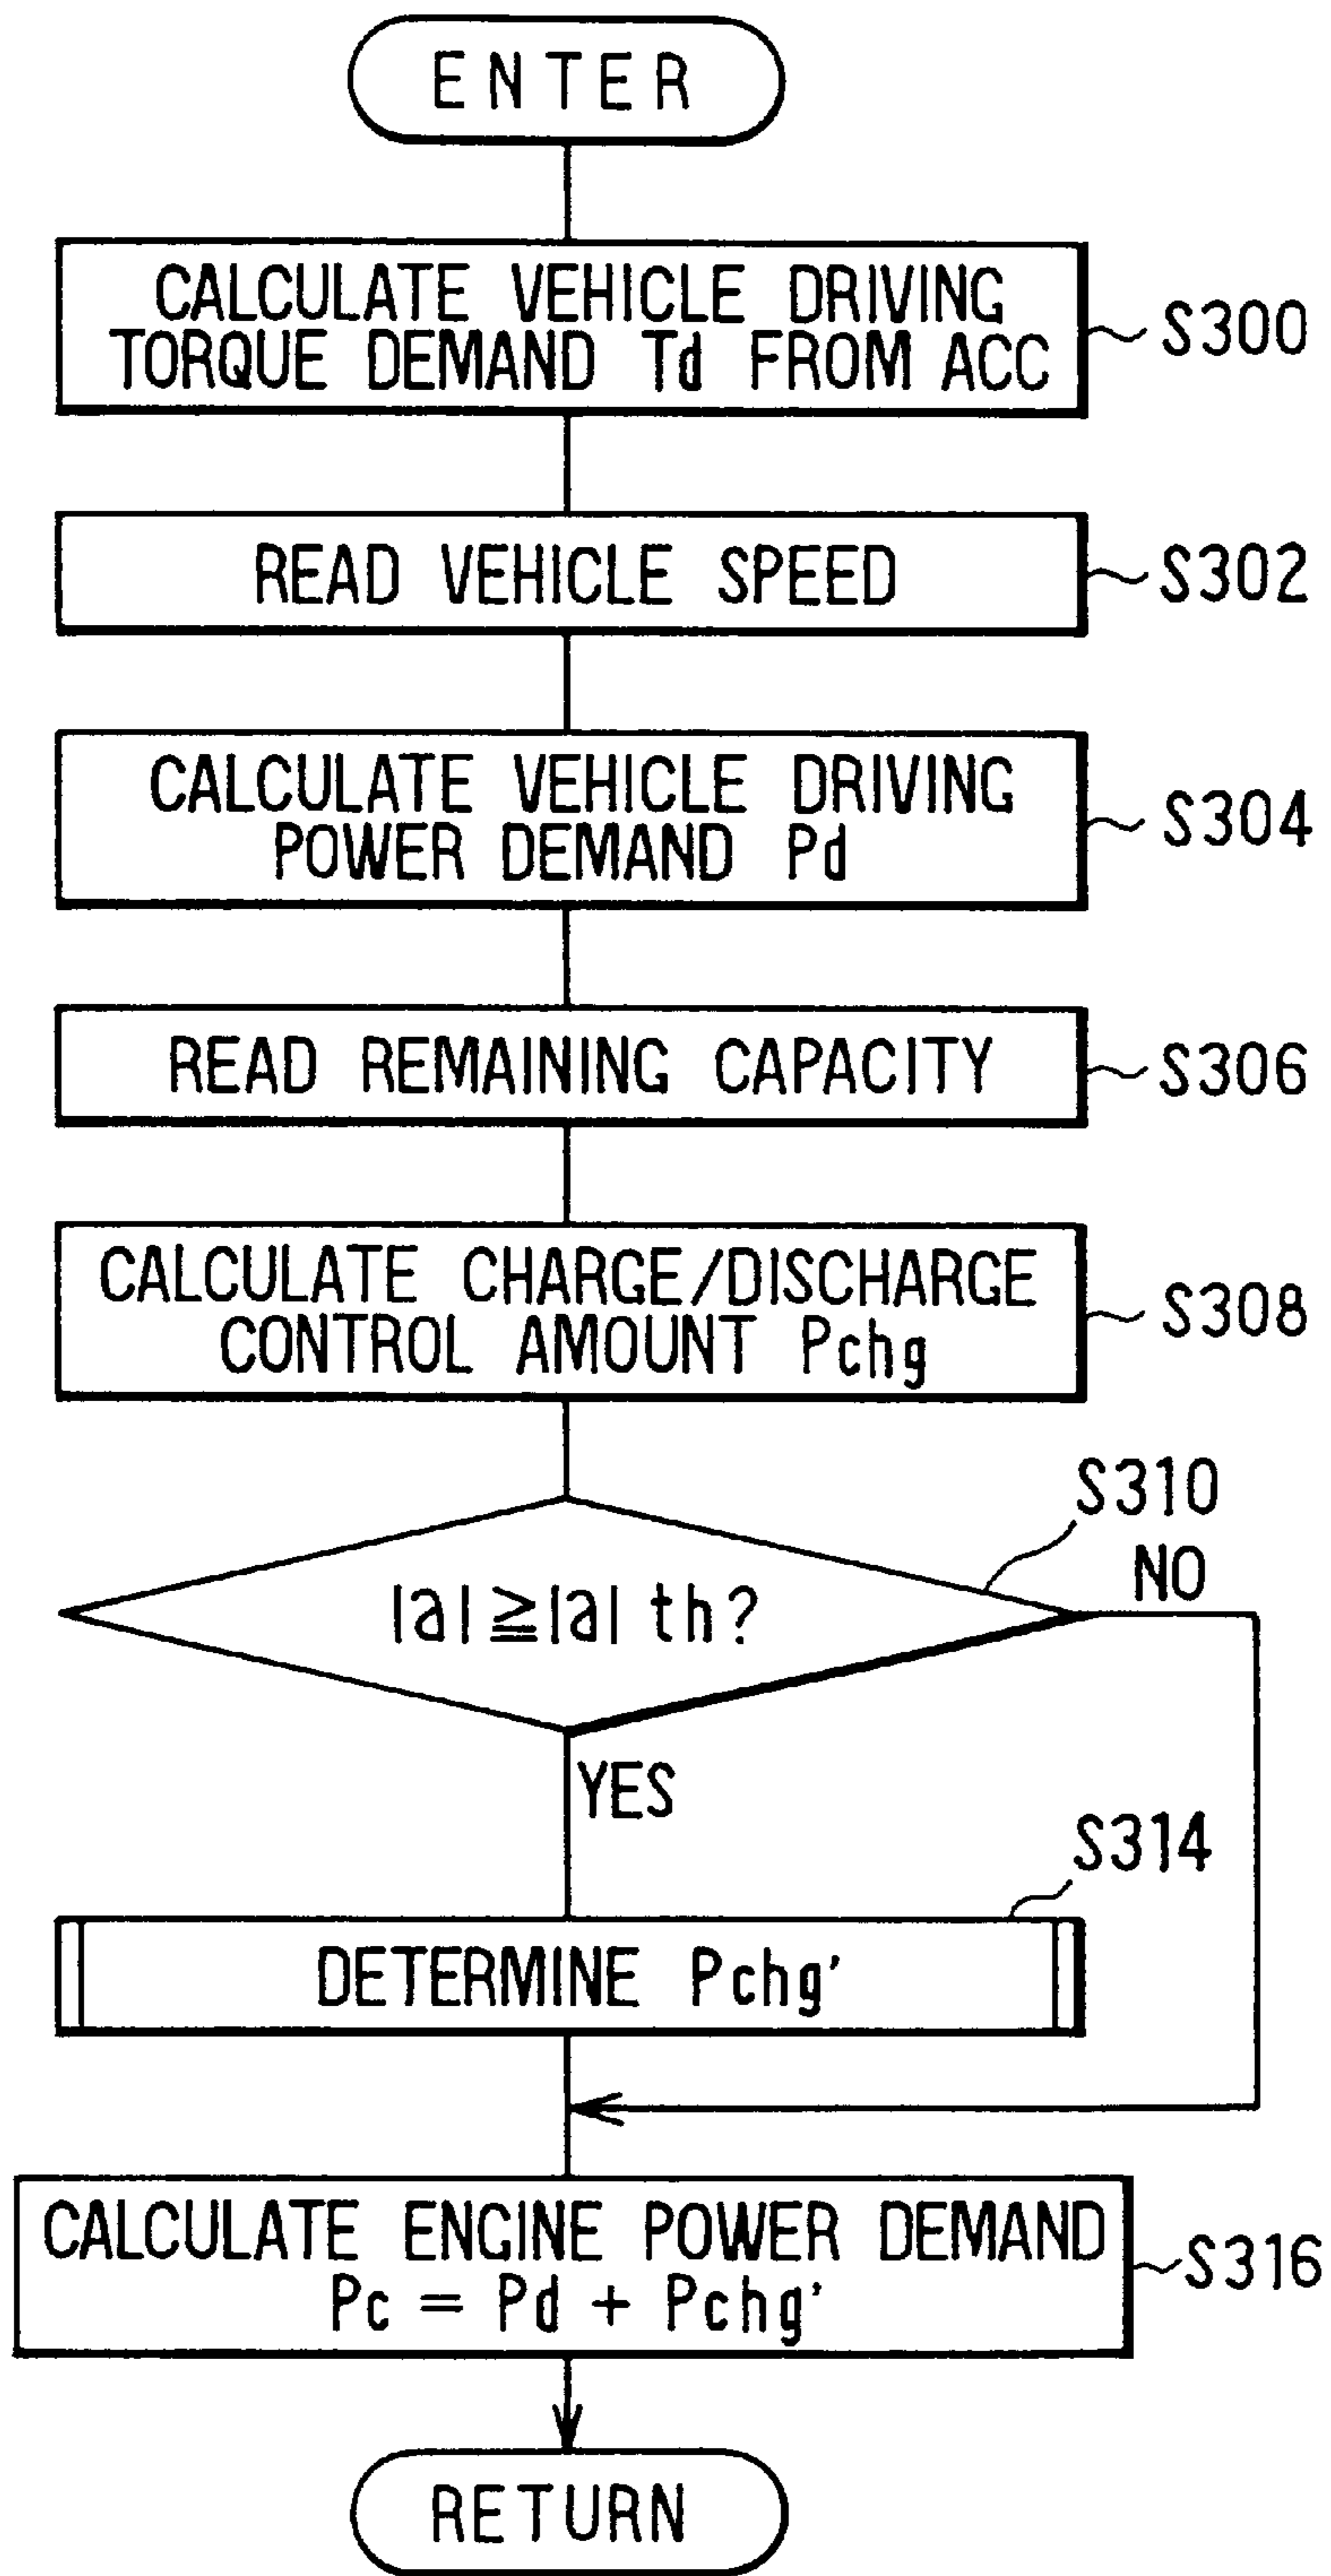 ENTER
CALCULATE VEHICLE DRIVING
TORQUE DEMAND Td FROM ACC
S300
READ VEHICLE SPEED
S302
CALCULATE VEHICLE DRIVING
POWER DEMAND Pd
S304
READ REMAINING CAPACITY
S306
CALCULATE CHARGE/DISCHARGE
CONTROL AMOUNT Pchg
S308
S310
|a| ≧ |a| th?
NO
YES
S314
DETERMINE Pchg'
CALCULATE ENGINE POWER DEMAND
Pc = Pd + Pchg'
S316
RETURN